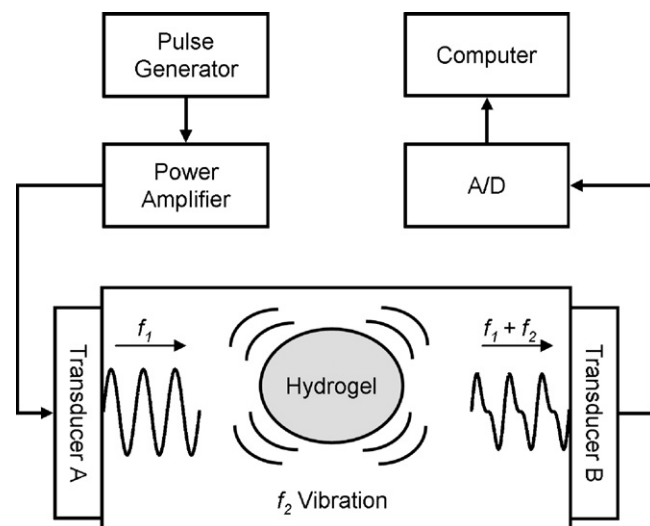 Pulse
Generator
Computer
Power
Amplifier
A/D
Transducer A
f1
Hydrogel
f1 + f2
Transducer B
f2 Vibration